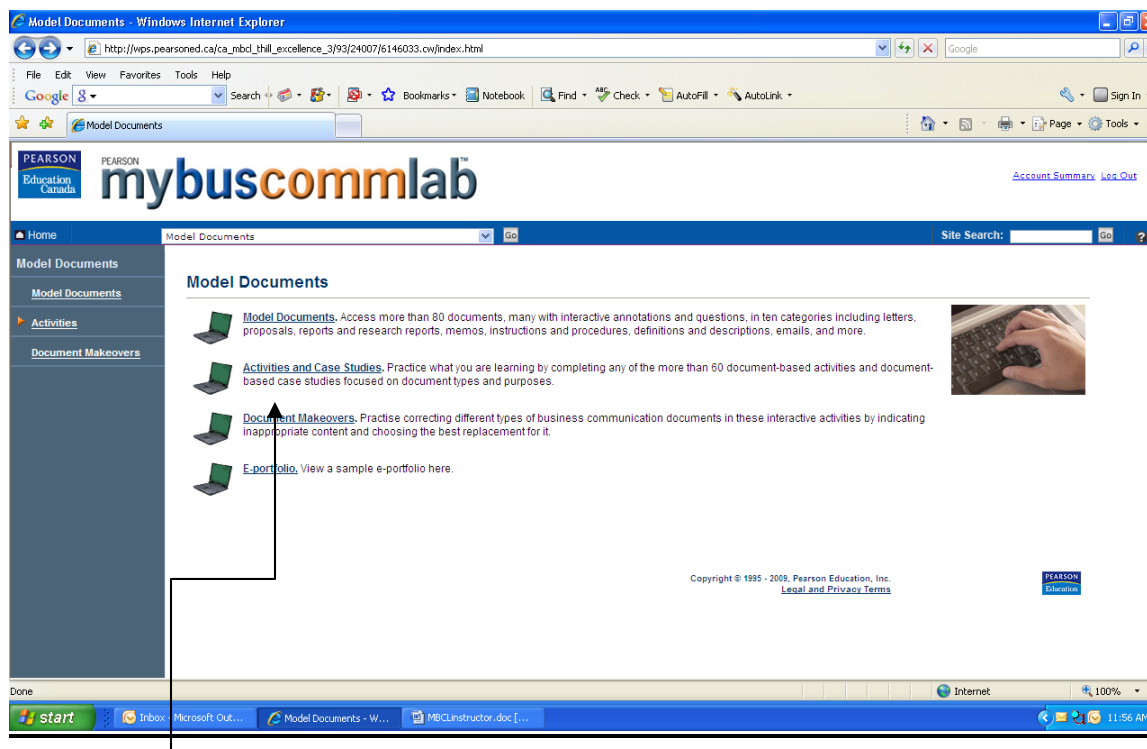 Model Documents - Windows Internet Explorer
http://wps.pearsoned.ca/ca_mbcl_thill_excellence_3/93/24007/6146033.cw/index.html
Google
File Edit View Favorites Tools Help
Google Search Bookmarks Notebook Find Check AutoFill AutoLink Sign In
Model Documents Page Tools
PEARSON
Education
Canada
PEARSON
mybuscommlab™
Account Summary Log Out
Home Model Documents Go Site Search: Go ?
Model Documents
Model Documents
Activities
Document Makeovers
Model Documents
Model Documents. Access more than 80 documents, many with interactive annotations and questions, in ten categories including letters,
proposals, reports and research reports, memos, instructions and procedures, definitions and descriptions, emails, and more.
Activities and Case Studies. Practice what you are learning by completing any of the more than 60 document-based activities and document-
based case studies focused on document types and purposes.
Document Makeovers. Practise correcting different types of business communication documents in these interactive activities by indicating
inappropriate content and choosing the best replacement for it.
E-portfolio. View a sample e-portfolio here.
Copyright © 1995 - 2009, Pearson Education, Inc.
Legal and Privacy Terms
PEARSON
Education
Done Internet 100%
start Inbox - Microsoft Out... Model Documents - W... MBCLinstructor.doc [... 11:56 AM